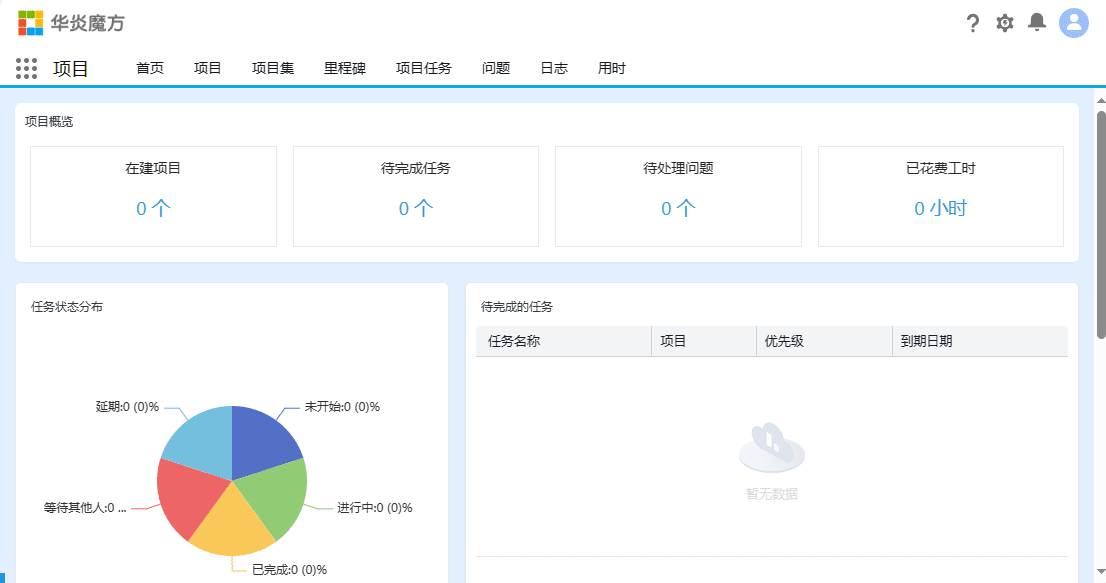 华炎魔方
项目 首页 项目 项目集 里程碑 项目任务 问题 日志 用时
项目概览
在建项目 待完成任务 待处理问题 已花费工时
0 个 0 个 0 个 0 小时
任务状态分布
延期:0 (0)% 未开始:0 (0)%
等待其他人:0 ... 进行中:0 (0)%
已完成:0 (0)%
待完成的任务
任务名称 项目 优先级 到期日期
暂无数据